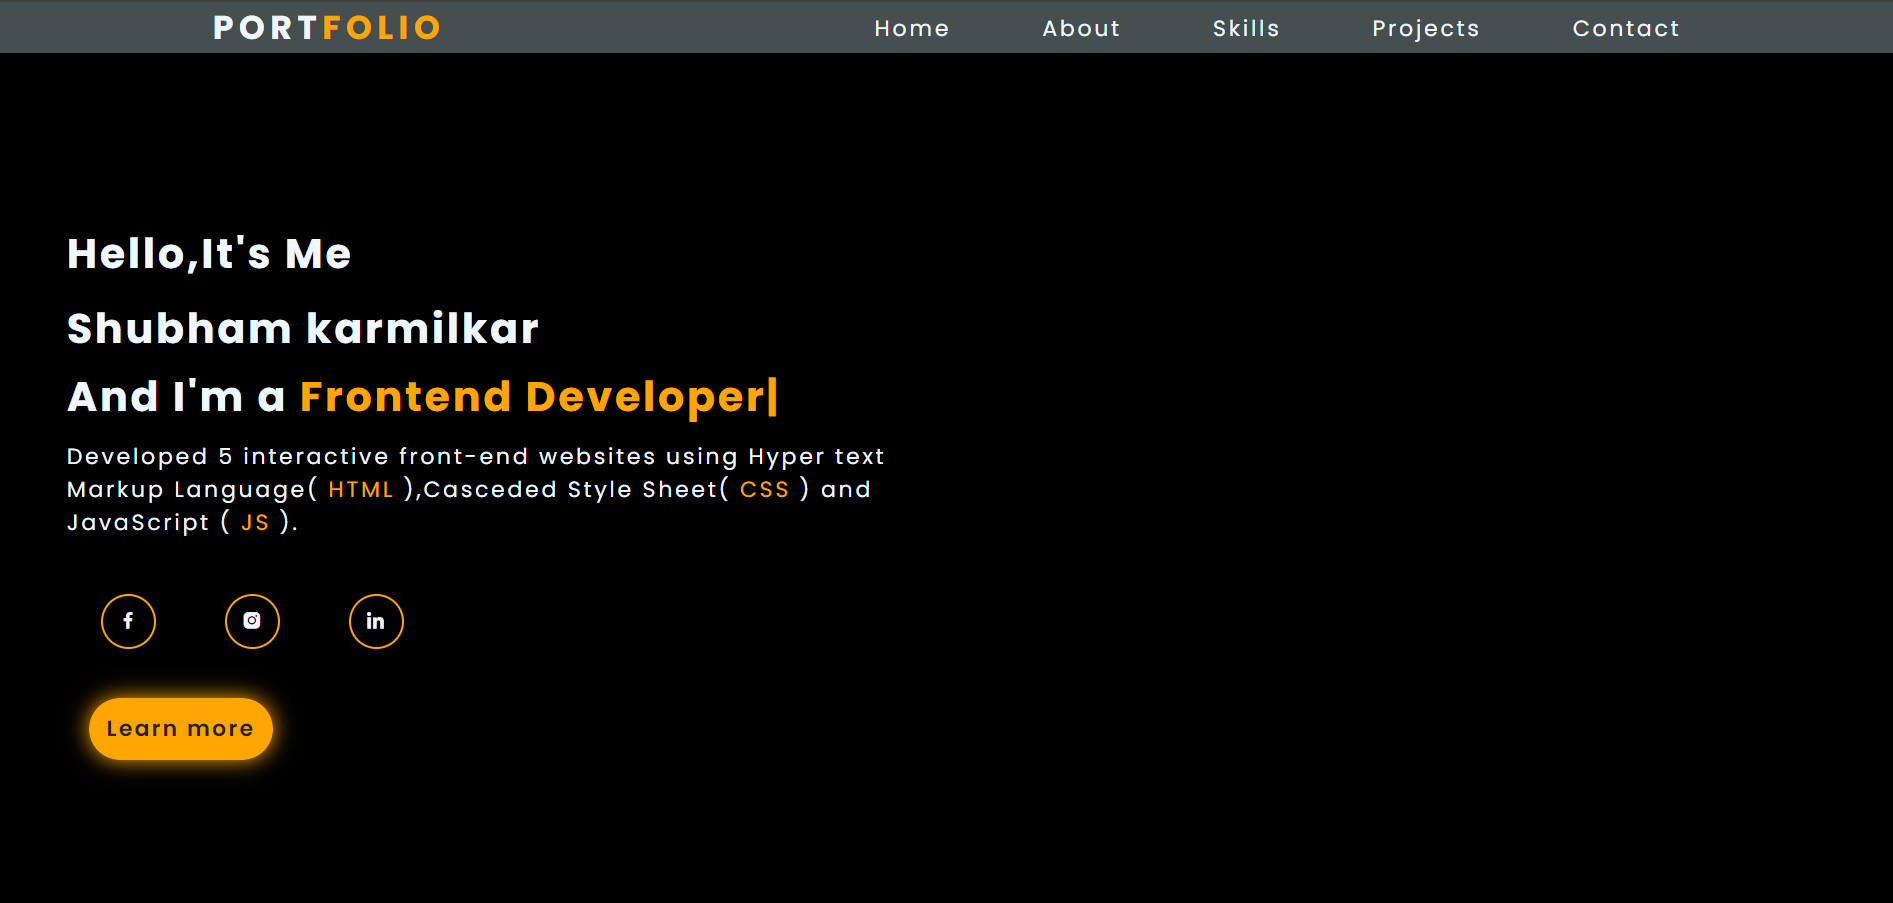 PORTFOLIO
Home About Skills Projects Contact
Hello,It's Me
Shubham karmilkar
And I'm a Frontend Developer|
Developed 5 interactive front-end websites using Hyper text
Markup Language( HTML ),Casceded Style Sheet( CSS ) and
JavaScript ( JS ).
Learn more